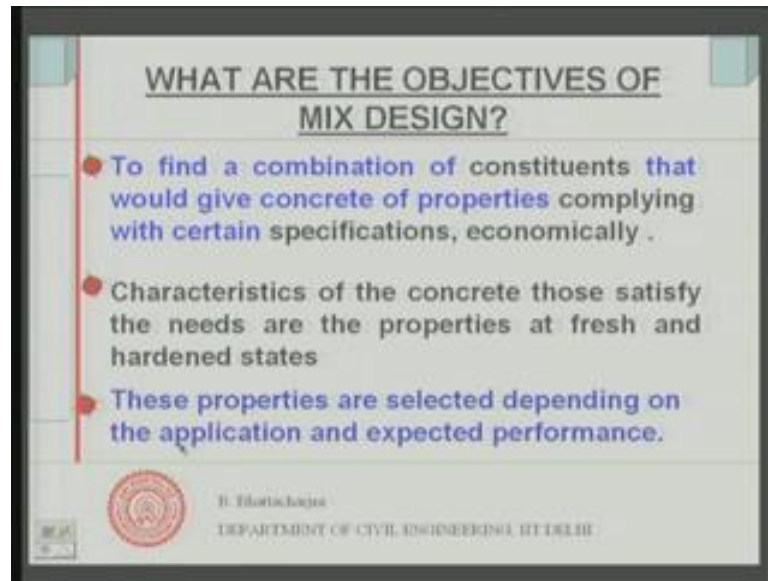 WHAT ARE THE OBJECTIVES OF
MIX DESIGN?
To find a combination of constituents that
would give concrete of properties complying
with certain specifications, economically .
Characteristics of the concrete those satisfy
the needs are the properties at fresh and
hardened states
These properties are selected depending on
the application and expected performance.
B. Bhattacharjee
DEPARTMENT OF CIVIL ENGINEERING, IIT DELHI